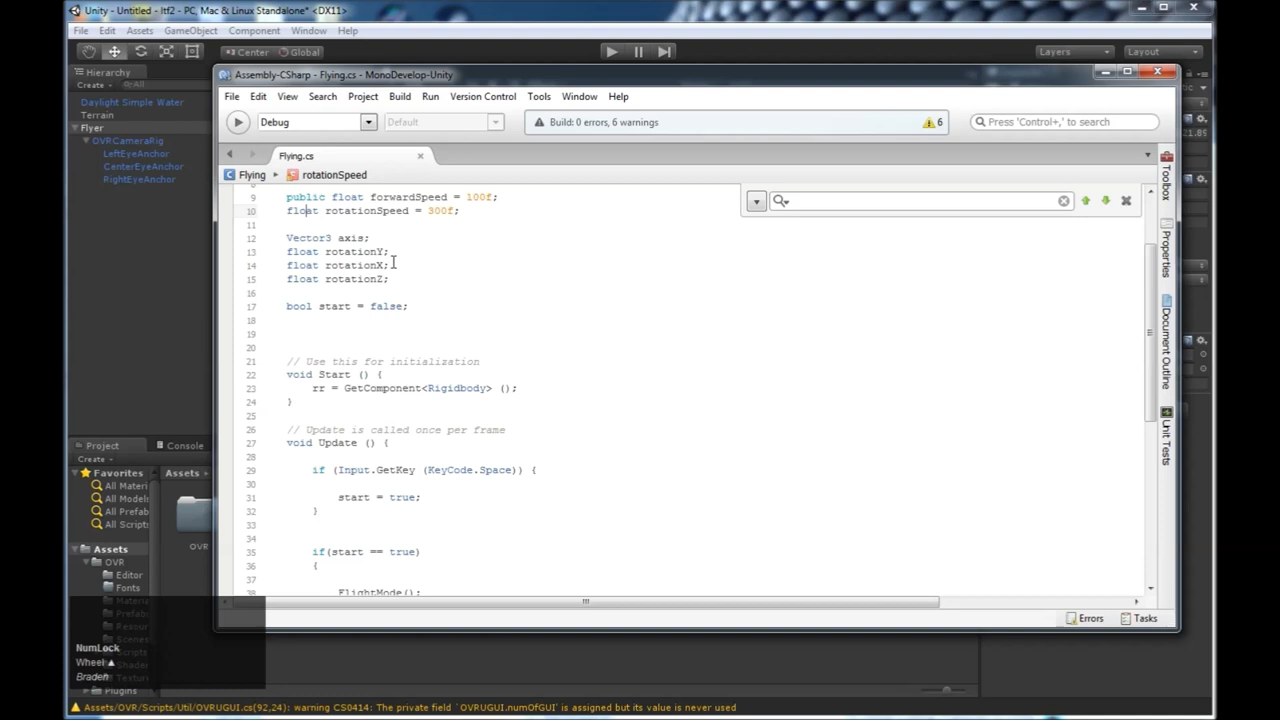 Unity - Untitled - Itf2 - PC, Mac & Linux Standalone* <DX11>
File Edit Assets GameObject Component Window Help
Center Global Layers Layout
Hierarchy
Create All
Daylight Simple Water
Terrain
Flyer
OVRCameraRig
LeftEyeAnchor
CenterEyeAnchor
RightEyeAnchor
Assembly-CSharp - Flying.cs - MonoDevelop-Unity
File Edit View Search Project Build Run Version Control Tools Window Help
Debug Default Build: 0 errors, 6 warnings 6 Press 'Control+,' to search
Flying.cs
Flying rotationSpeed
9 public float forwardSpeed = 100f;
10 float rotationSpeed = 300f;
11
12 Vector3 axis;
13 float rotationY;
14 float rotationX;
15 float rotationZ;
16
17 bool start = false;
18
19
20
21 // Use this for initialization
22 void Start () {
23 rr = GetComponent<Rigidbody> ();
24 }
25
26 // Update is called once per frame
27 void Update () {
28
29 if (Input.GetKey (KeyCode.Space)) {
30
31 start = true;
32 }
33
34
35 if(start == true)
36 {
37
38 FlightMode();
Toolbox
Properties
Document Outline
Unit Tests
Errors Tasks
21.89
Project Console
Create
Favorites
All Materi
All Model
All Prefab
All Scripts
Assets
OVR
Assets
OVR
Editor
Fonts
Materia
Prefab
Resour
Scenes
Scripts
Shader
Textur
Plugins
NumLock
Wheel
Braden
Assets/OVR/Scripts/Util/OVRUGUI.cs(92,24): warning CS0414: The private field `OVRUGUI.numOfGUI' is assigned but its value is never used